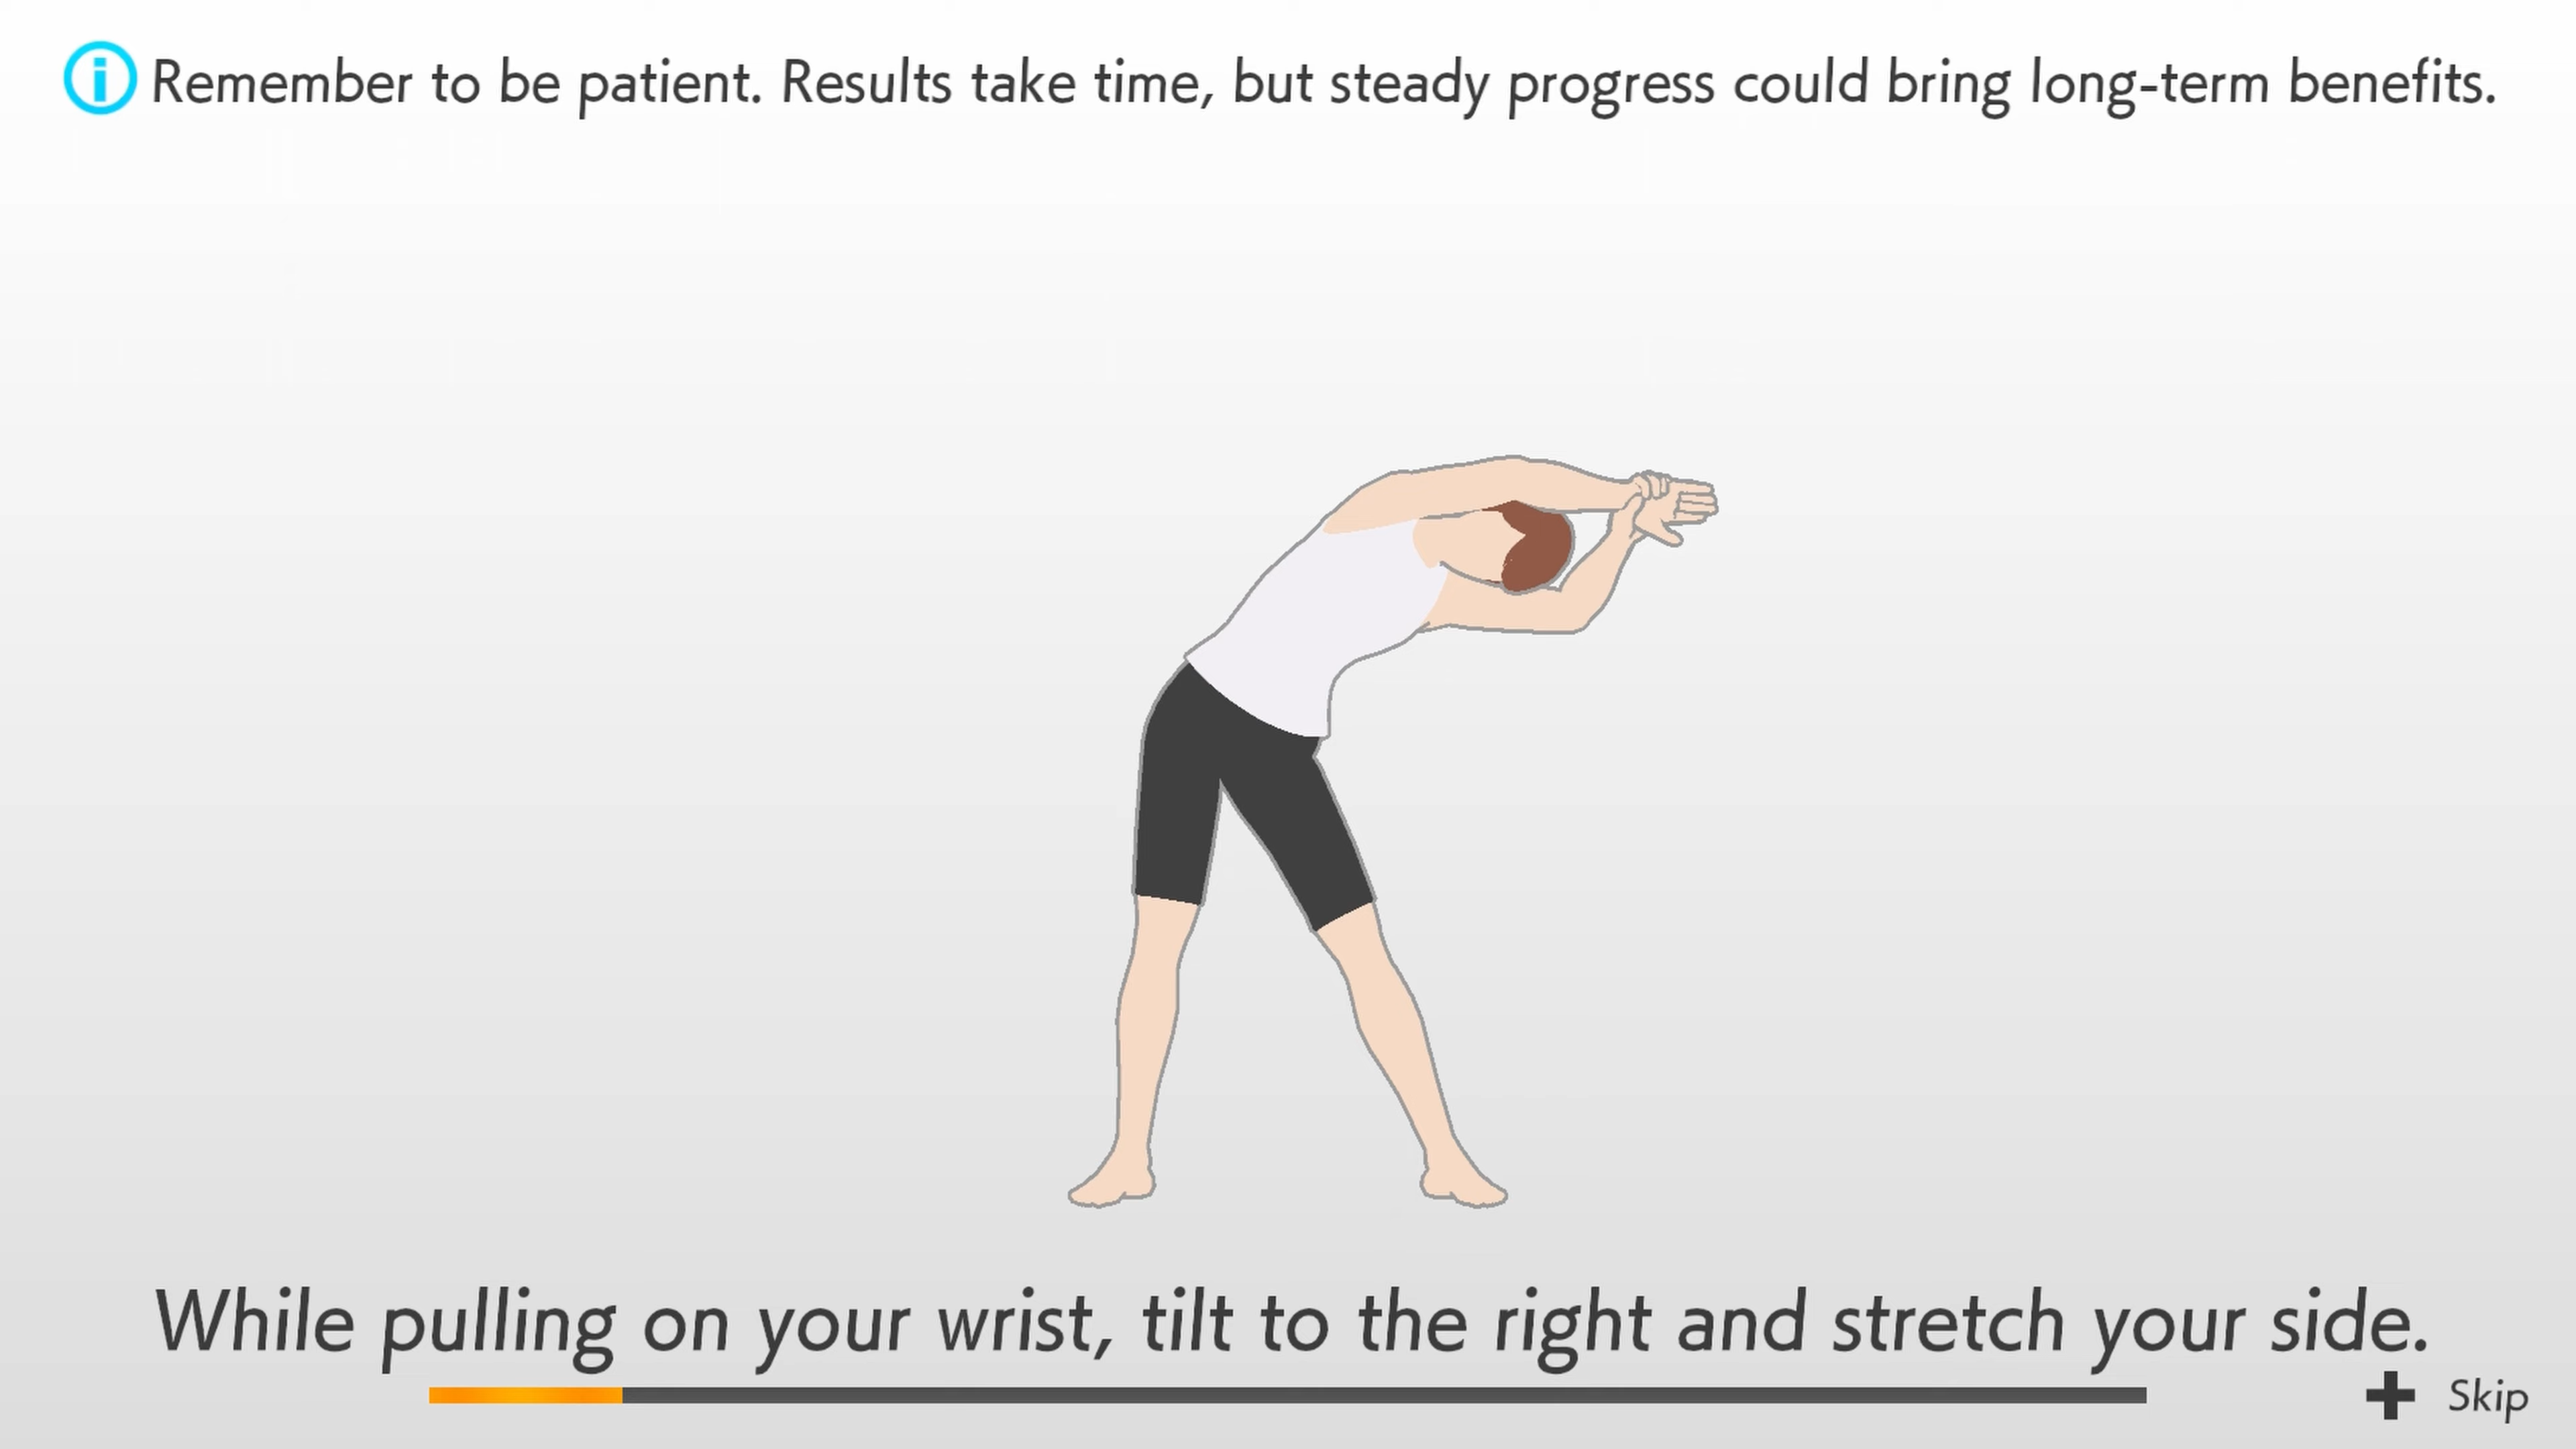 Remember to be patient. Results take time, but steady progress could bring long-term benefits.
While pulling on your wrist, tilt to the right and stretch your side.
Skip